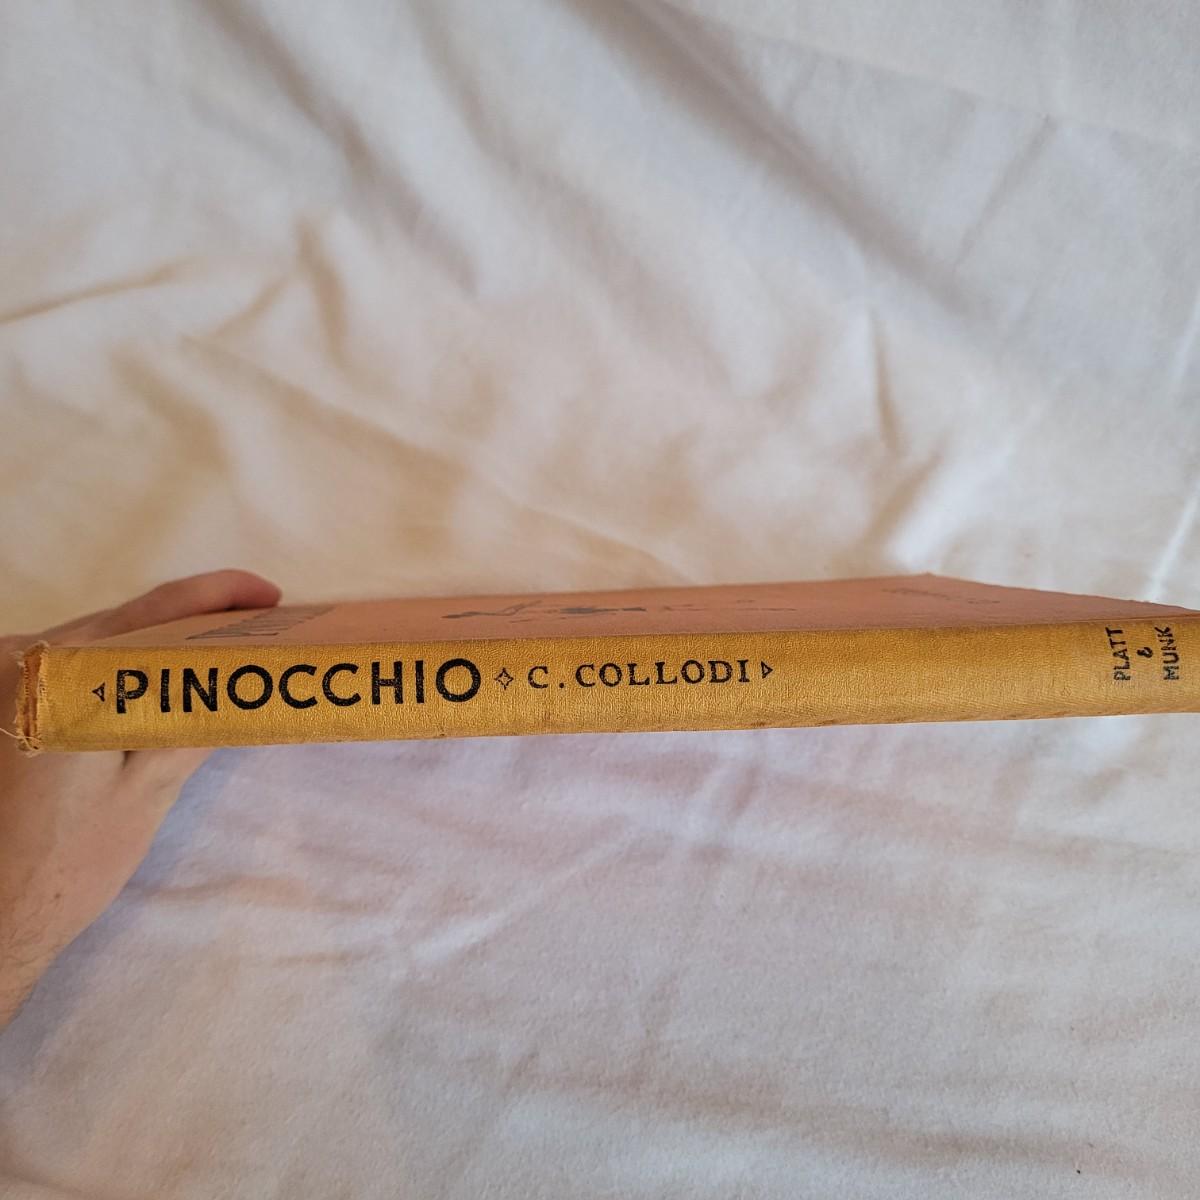 PINOCCHIO C. COLLODI
PLATT
&
MUNK